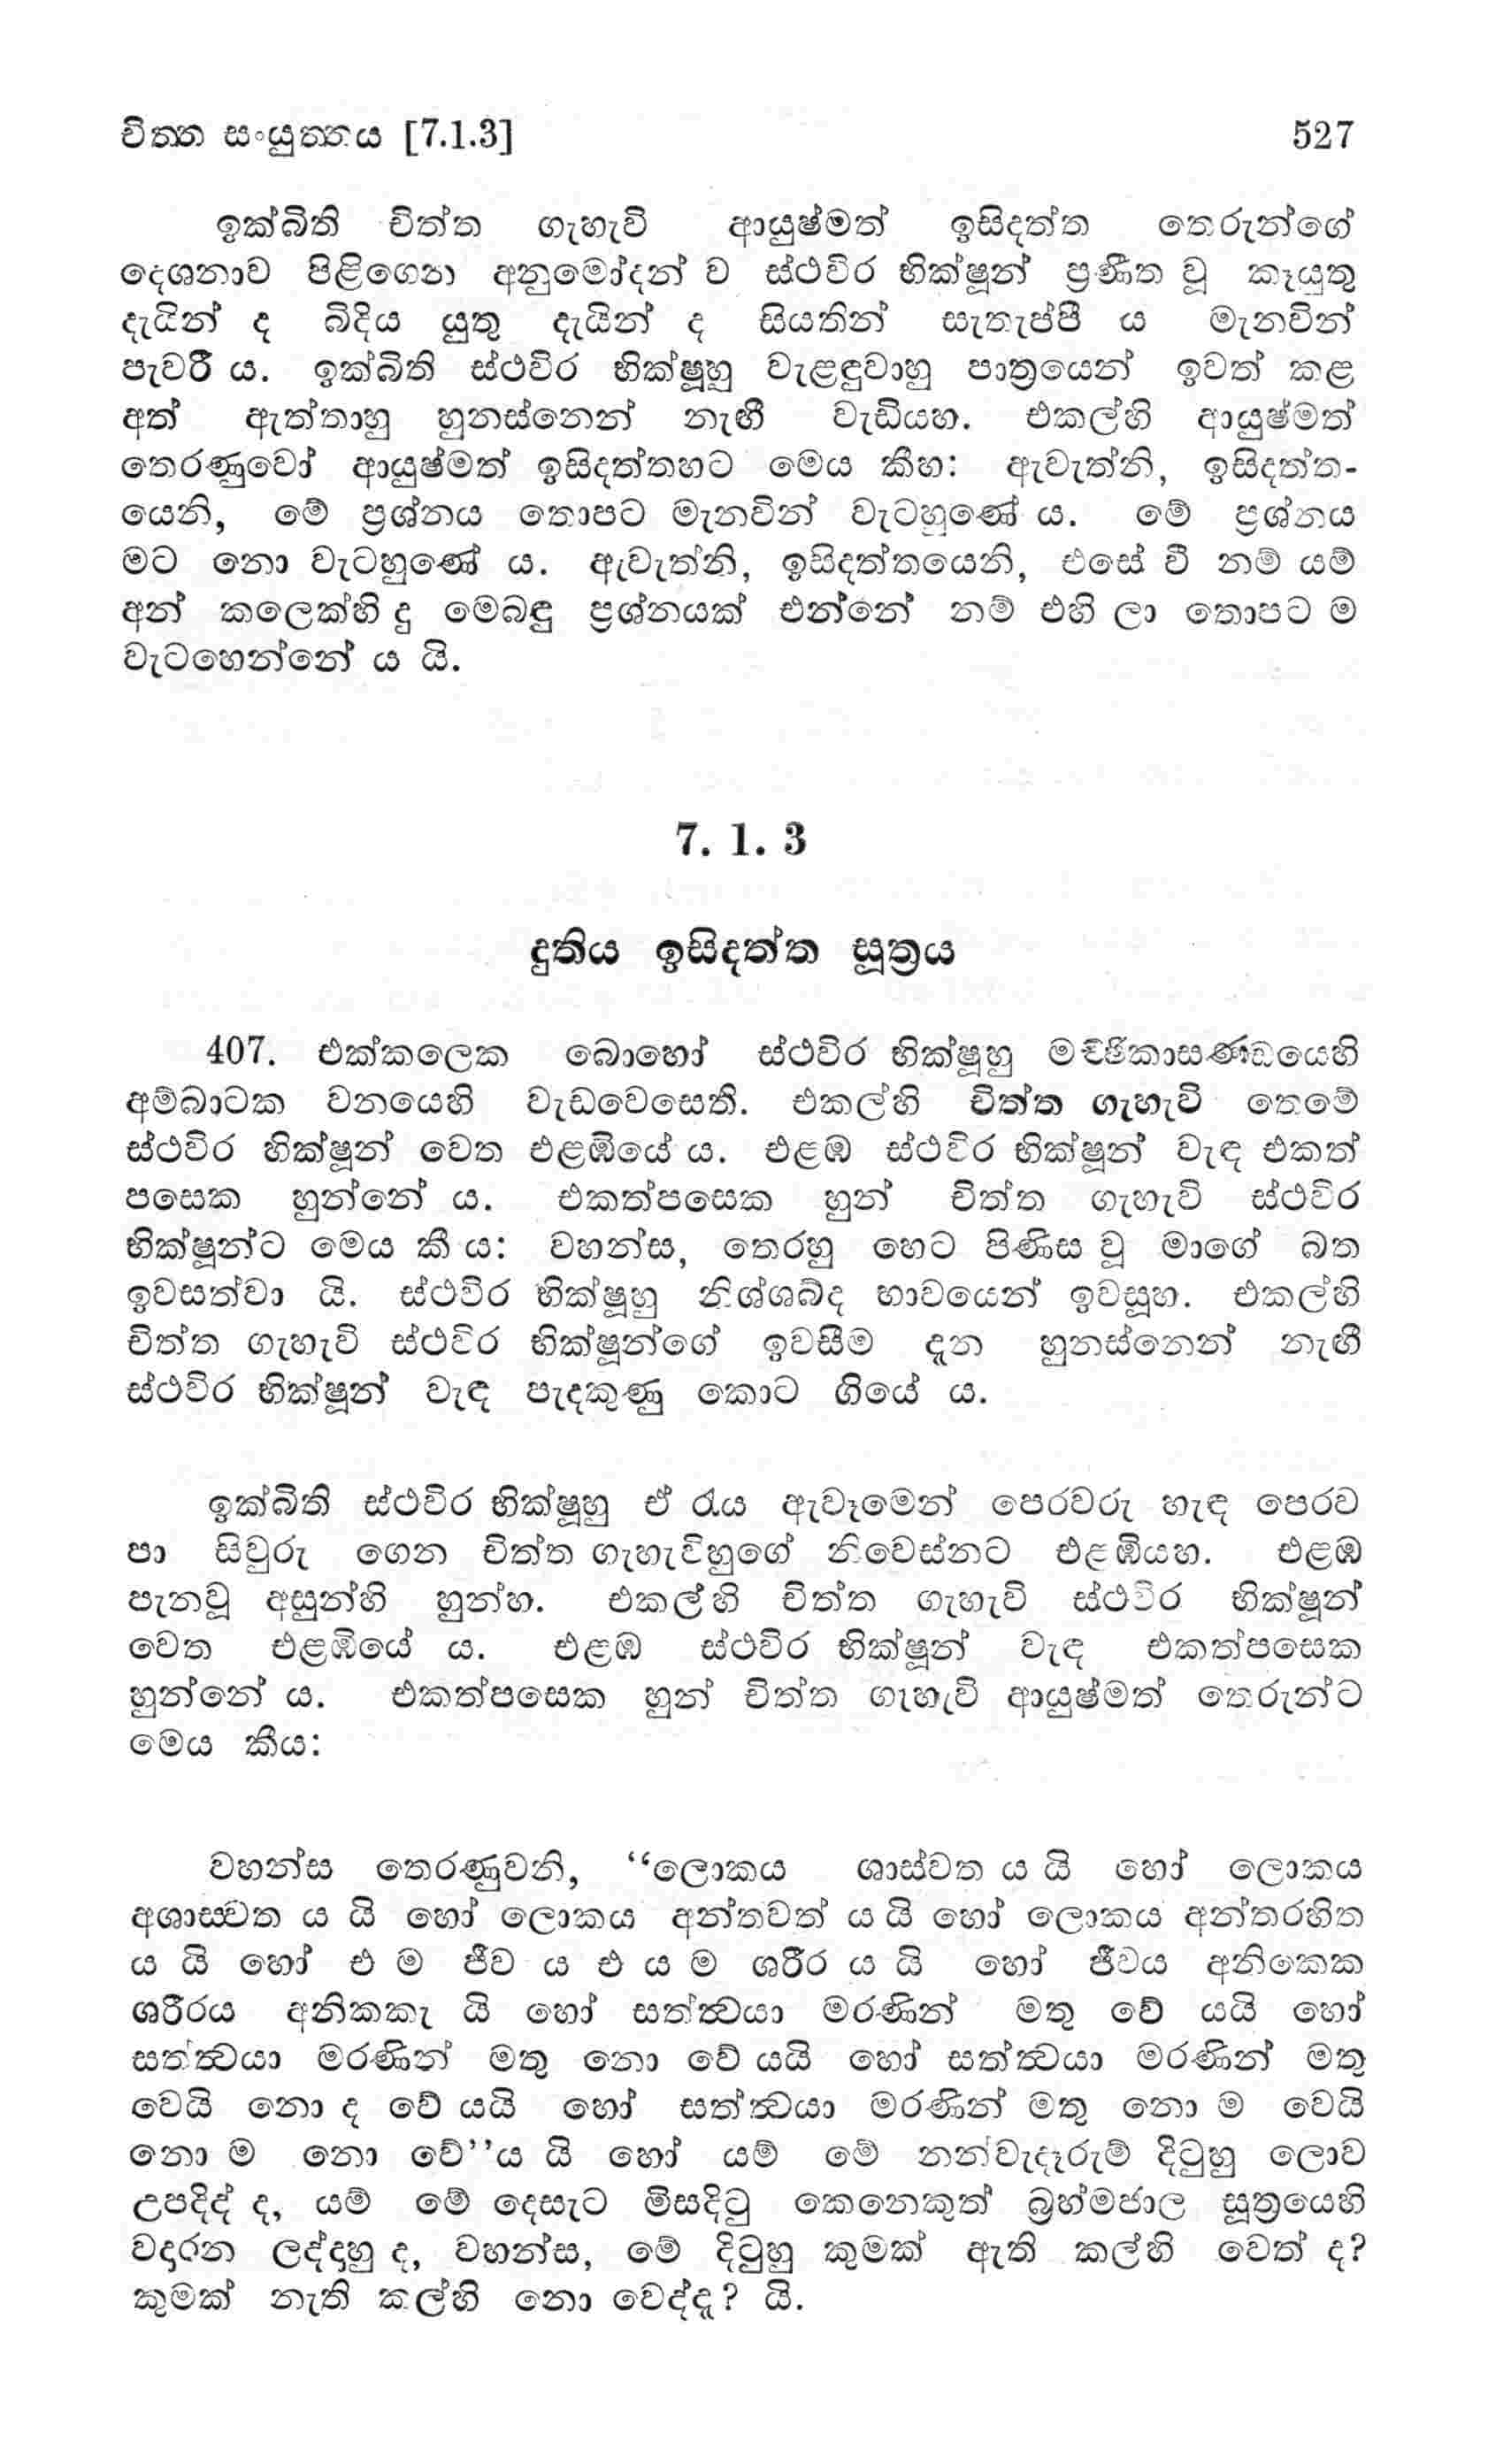 චිත්ත සංයුත්තය [7.1.3] 527
ඉක්බිති චිත්ත ගැහැවි ආයුෂ්මත් ඉසිදත්ත තෙරුන්ගේ
දෙශනාව පිළිගෙන අනුමෝදන් ව ස්ථවිර භික්ෂූන් ප්‍රණීත වූ කෑයුතු
දැයින් ද බිදිය යුතු දැයින් ද සියතින් සැතැප්පී ය මැනවින්
පැවරී ය. ඉක්බිති ස්ථවිර භික්ෂූහු වැළඳුවාහු පාත්‍රයෙන් ඉවත් කළ
අත් ඇත්තාහු හුනස්නෙන් නැඟී වැඩියහ. එකල්හි ආයුෂ්මත්
තෙරණුවෝ ආයුෂ්මත් ඉසිදත්තහට මෙය කීහ: ඇවැත්නි, ඉසිදත්ත-
යෙනි, මේ ප්‍රශ්නය තොපට මැනවින් වැටහුණේ ය. මේ ප්‍රශ්නය
මට නො වැටහුණේ ය. ඇවැත්නි, ඉසිදත්තයෙනි, එසේ වී නම් යම්
අන් කලෙක්හි දු මෙබඳු ප්‍රශ්නයක් එන්නේ නම් එහි ලා තොපට ම
වැටහෙන්නේ ය යි.
7. 1. 3
දුතිය ඉසිදත්ත සූත්‍රය
407. එක්කලෙක බොහෝ ස්ථවිර භික්ෂූහු මච්ඡිකාසණ්ඩයෙහි
අම්බාටක වනයෙහි වැඩවෙසෙති. එකල්හි චිත්ත ගැහැවි තෙමේ
ස්ථවිර භික්ෂූන් වෙත එළඹියේ ය. එළඹ ස්ථවිර භික්ෂූන් වැඳ එකත්
පසෙක හුන්නේ ය. එකත්පසෙක හුන් චිත්ත ගැහැවි ස්ථවිර
භික්ෂූන්ට මෙය කී ය: වහන්ස, තෙරහු හෙට පිණිස වූ මාගේ බත
ඉවසත්වා යි. ස්ථවිර භික්ෂූහු නිශ්ශබ්ද භාවයෙන් ඉවසූහ. එකල්හි
චිත්ත ගැහැවි ස්ථවිර භික්ෂූන්ගේ ඉවසීම දැන හුනස්නෙන් නැඟී
ස්ථවිර භික්ෂූන් වැඳ පැදකුණු කොට ගියේ ය.
ඉක්බිති ස්ථවිර භික්ෂූහු ඒ රැය ඇවෑමෙන් පෙරවරු හැඳ පෙරව
පා සිවුරු ගෙන චිත්ත ගැහැවිහුගේ නිවෙස්නට එළඹියහ. එළඹ
පැනවූ අසුන්හි හුන්හ. එකල්හි චිත්ත ගැහැවි ස්ථවිර භික්ෂූන්
වෙත එළඹියේ ය. එළඹ ස්ථවිර භික්ෂූන් වැඳ එකත්පසෙක
හුන්නේ ය. එකත්පසෙක හුන් චිත්ත ගැහැවි ආයුෂ්මත් තෙරුන්ට
මෙය කීය:
වහන්ස තෙරණුවනි, “ලොකය ශාස්වත ය යි හෝ ලොකය
අශාස්වත ය යි හෝ ලොකය අන්තවත් ය යි හෝ ලොකය අන්තරහිත
ය යි හෝ එ ම ජීව ය එ ය ම ශරීර ය යි හෝ ජීවය අනිකෙක
ශරීරය අනිකකැ යි හෝ සත්ත්‍වයා මරණින් මතු වේ යයි හෝ
සත්ත්‍වයා මරණින් මතු නො වේ යයි හෝ සත්ත්‍වයා මරණින් මතු
වෙයි නො ද වේ යයි හෝ සත්ත්‍වයා මරණින් මතු නො ම වෙයි
නො ම නො වේ”ය යි හෝ යම් මේ නන්වැදෑරුම් දිටුහු ලොව
උපදිද් ද, යම් මේ දෙසැට මිසදිටු කෙනෙකුත් බ්‍රහ්මජාල සූත්‍රයෙහි
වදාරන ලද්දහු ද, වහන්ස, මේ දිටුහු කුමක් ඇති කල්හි වෙත් ද?
කුමක් නැති කල්හි නො වෙද්ද? යි.